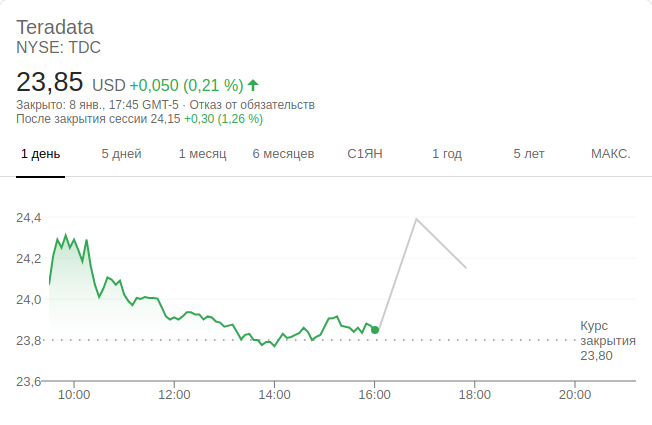 Teradata
NYSE: TDC
23,85 USD +0,050 (0,21 %)
Закрыто: 8 янв., 17:45 GMT-5 · Отказ от обязательств
После закрытия сессии 24,15 +0,30 (1,26 %)
1 день 5 дней 1 месяц 6 месяцев С1ЯН 1 год 5 лет МАКС.
24,4
24,2
24,0
23,8
23,6
Курс
закрытия
23,80
10:00 12:00 14:00 16:00 18:00 20:00